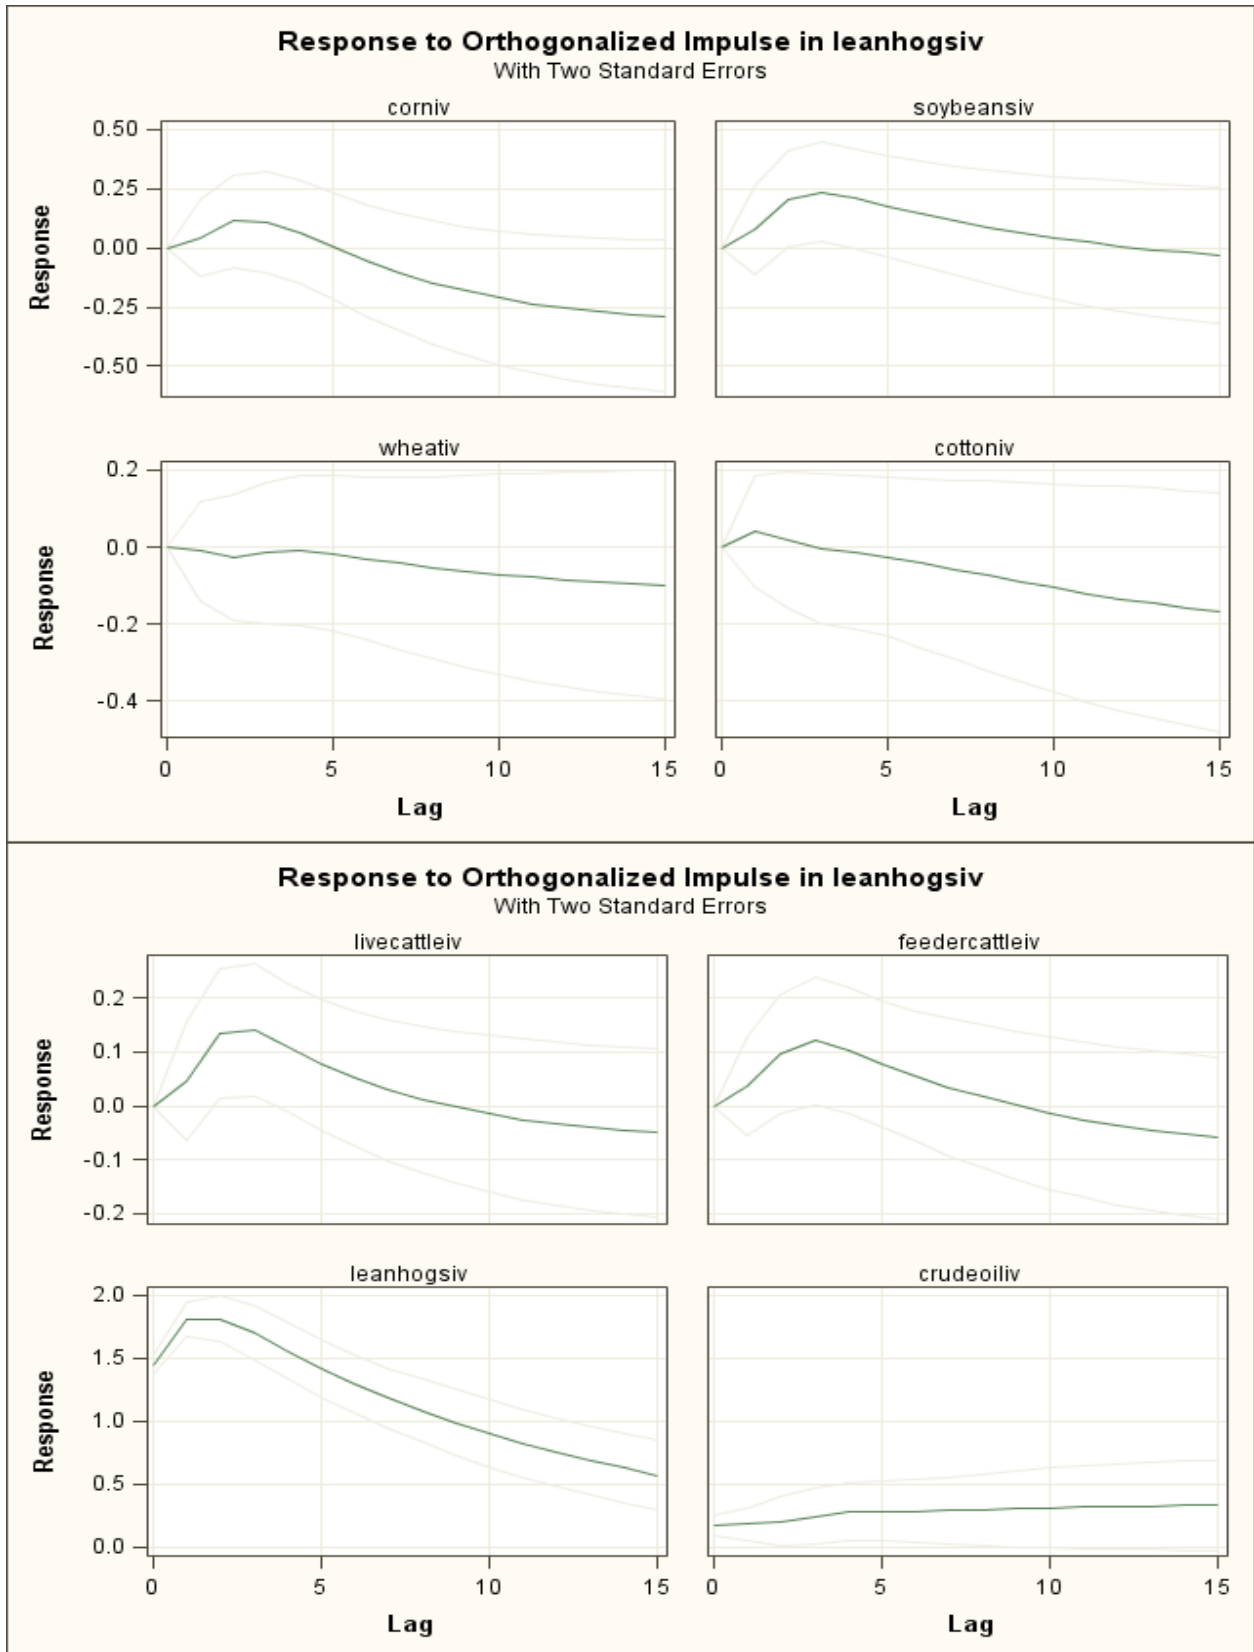 Response to Orthogonalized Impulse in leanhogsiv
With Two Standard Errors
corniv
soybeansiv
0.50
0.25
0.00
-0.25
-0.50
Response
wheativ
cottoniv
0.2
0.0
-0.2
-0.4
Response
0 5 10 15
0 5 10 15
Lag
Lag
Response to Orthogonalized Impulse in leanhogsiv
With Two Standard Errors
livecattleiv
feedercattleiv
0.2
0.1
0.0
-0.1
-0.2
Response
leanhogsiv
crudeoiliv
2.0
1.5
1.0
0.5
0.0
Response
0 5 10 15
0 5 10 15
Lag
Lag